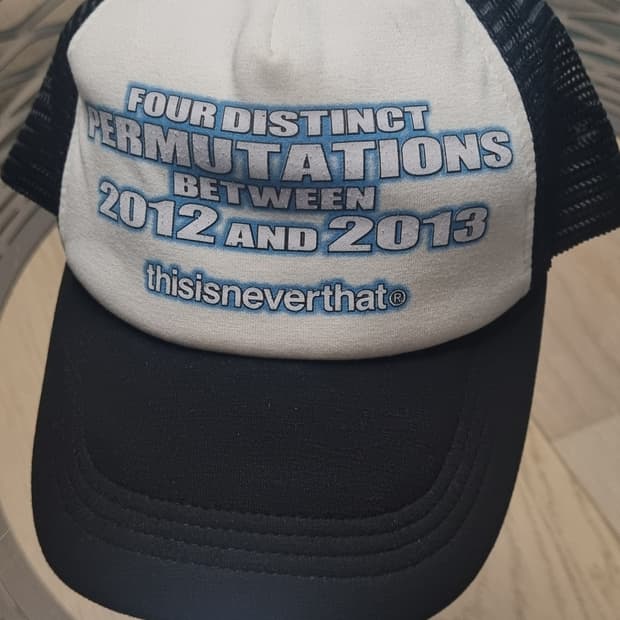 FOUR DISTINCT
PERMUTATIONS
BETWEEN
2012 AND 2013
thisisneverthat®